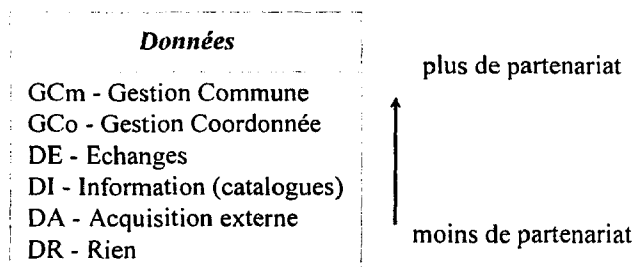 Données
plus de partenariat
GCm - Gestion Commune
GCo - Gestion Coordonnée
DE - Echanges
DI - Information (catalogues)
DA - Acquisition externe
moins de partenariat
DR - Rien